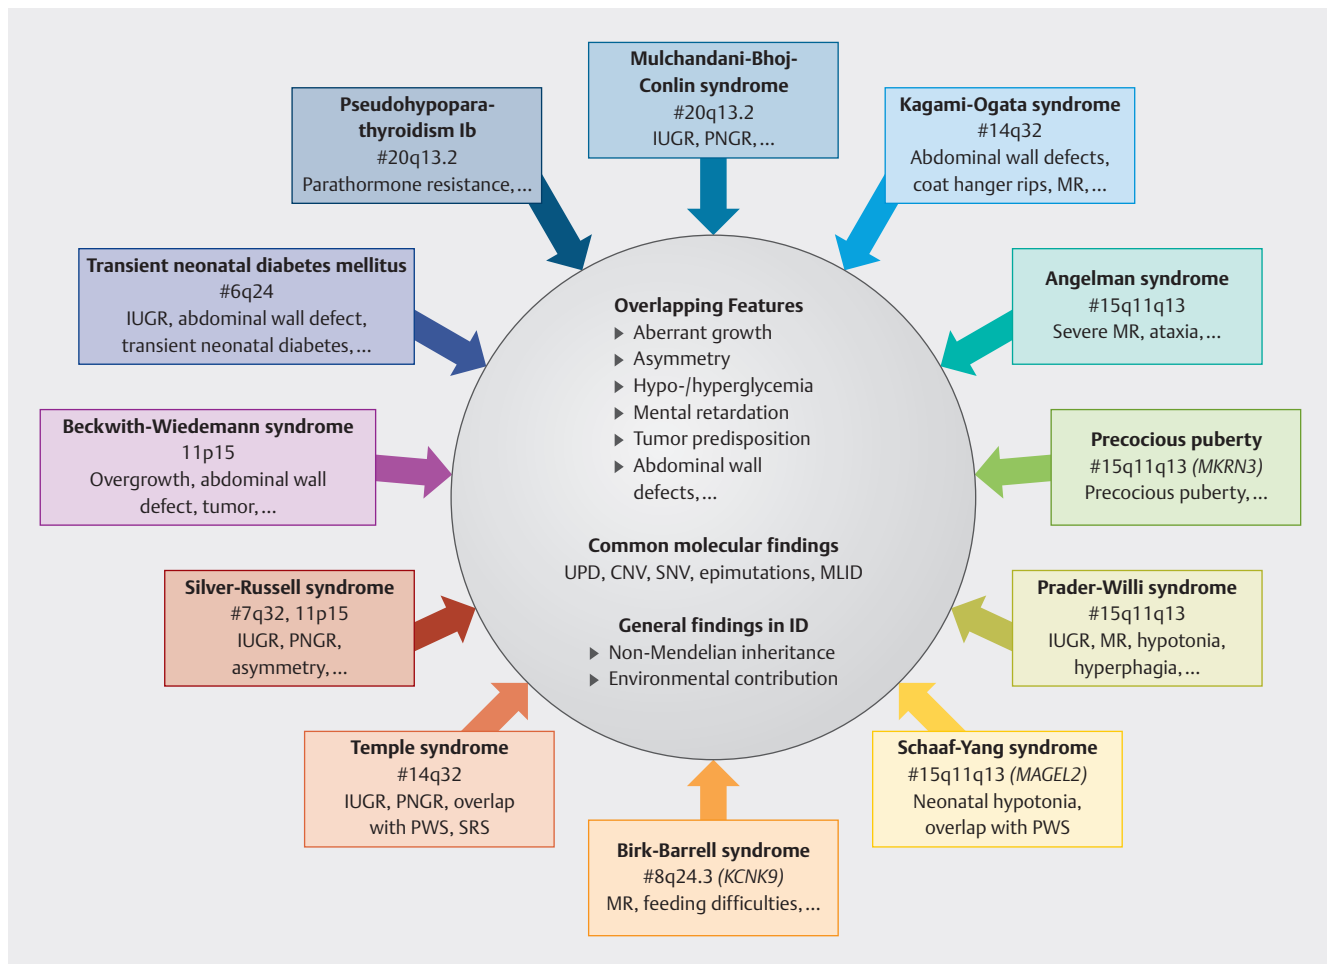 Mulchandani-Bhoj-
Conlin syndrome
#20q13.2
IUGR, PNGR, ...
Kagami-Ogata syndrome
#14q32
Abdominal wall defects,
coat hanger rips, MR, ...
Angelman syndrome
#15q11q13
Severe MR, ataxia, ...
Precocious puberty
#15q11q13 (MKRN3)
Precocious puberty, ...
Prader-Willi syndrome
#15q11q13
IUGR, MR, hypotonia,
hyperphagia, ...
Schaaf-Yang syndrome
#15q11q13 (MAGEL2)
Neonatal hypotonia,
overlap with PWS
Birk-Barrell syndrome
#8q24.3 (KCNK9)
MR, feeding difficulties, ...
Temple syndrome
#14q32
IUGR, PNGR, overlap
with PWS, SRS
Silver-Russell syndrome
#7q32, 11p15
IUGR, PNGR,
asymmetry, ...
Beckwith-Wiedemann syndrome
11p15
Overgrowth, abdominal wall
defect, tumor, ...
Transient neonatal diabetes mellitus
#6q24
IUGR, abdominal wall defect,
transient neonatal diabetes, ...
Pseudohypopara-
thyroidism Ib
#20q13.2
Parathormone resistance, ...
Overlapping Features
Aberrant growth
Asymmetry
Hypo-/hyperglycemia
Mental retardation
Tumor predisposition
Abdominal wall
defects, ...
Common molecular findings
UPD, CNV, SNV, epimutations, MLID
General findings in ID
Non-Mendelian inheritance
Environmental contribution